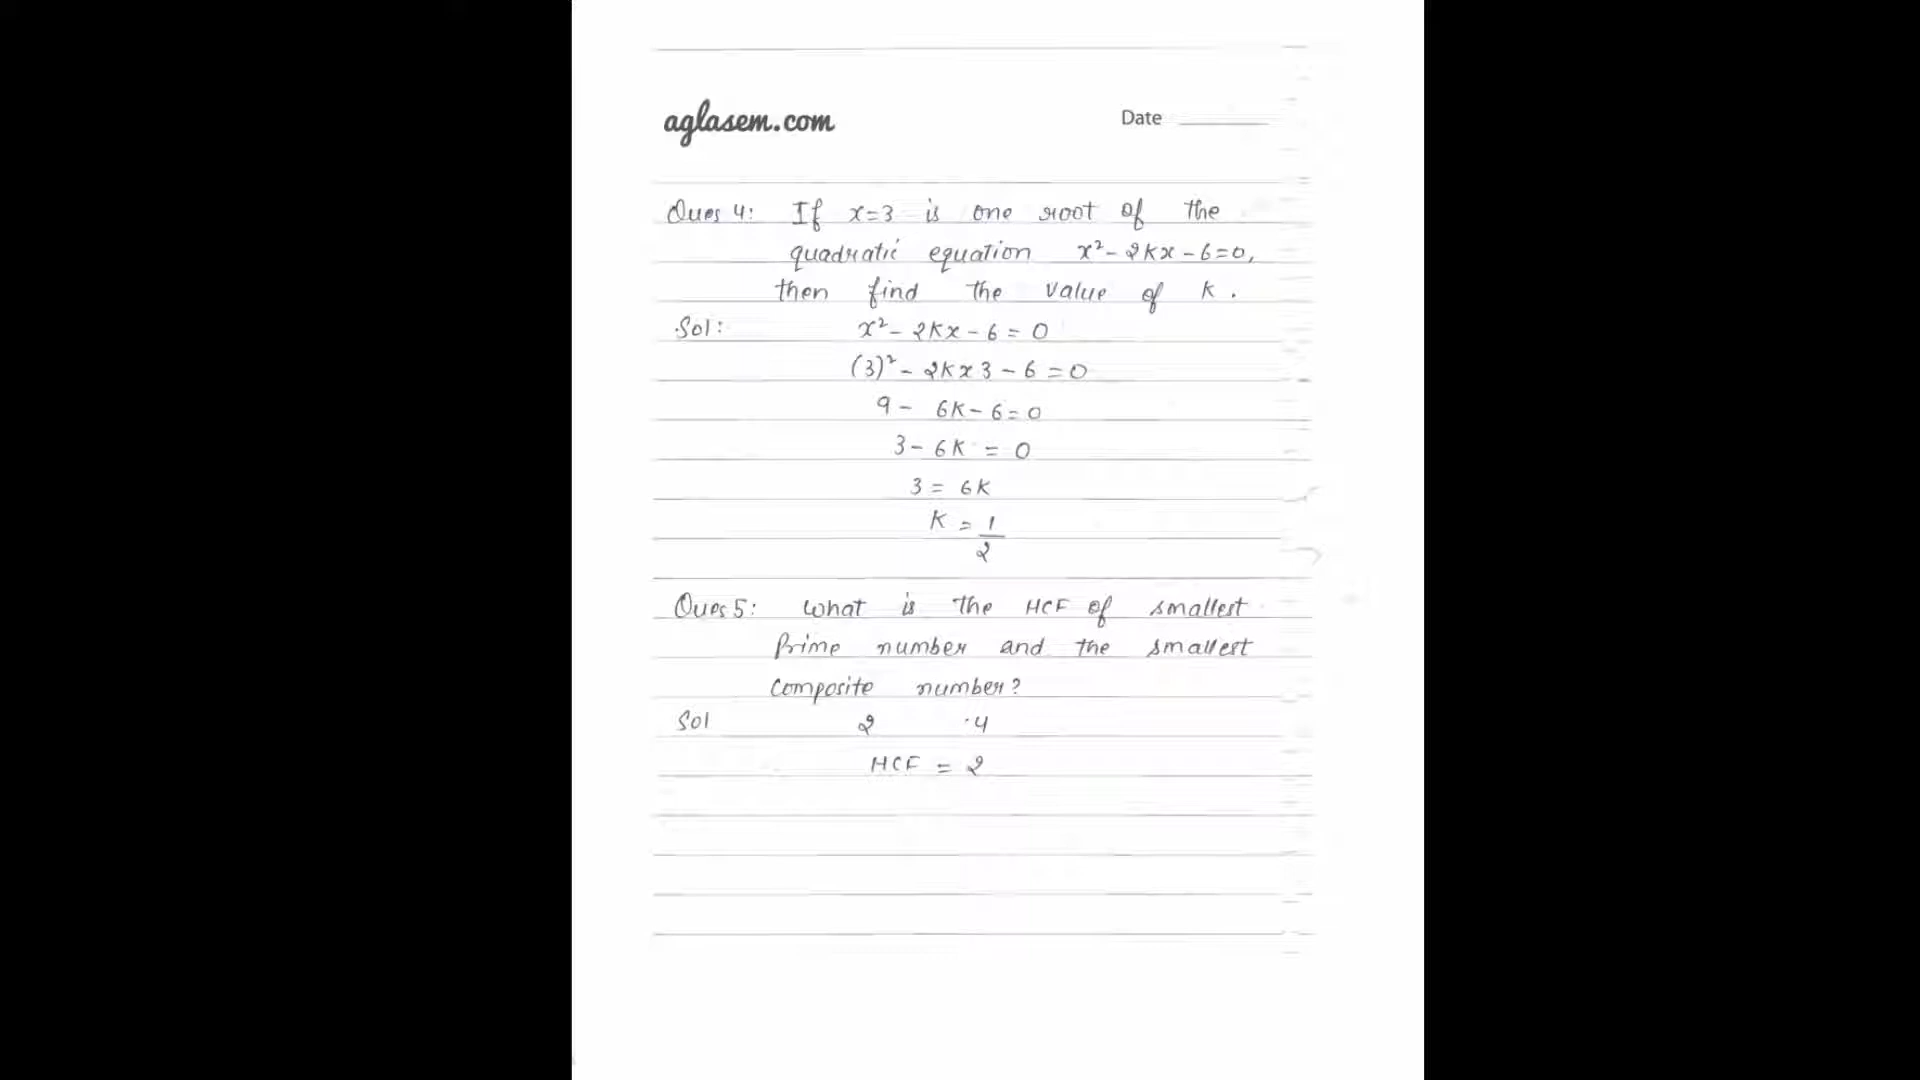 aglasem.com Date
Ques 4: If x=3 is one root of the
quadratic equation x²-2kx-6=0,
then find the value of k.
Sol: x²-2kx-6=0
(3)²-2k×3-6=0
9-6k-6=0
3-6k=0
3=6k
k=1/2
Ques 5: What is the HCF of smallest
Prime number and the smallest
Composite number?
Sol 2 4
HCF = 2